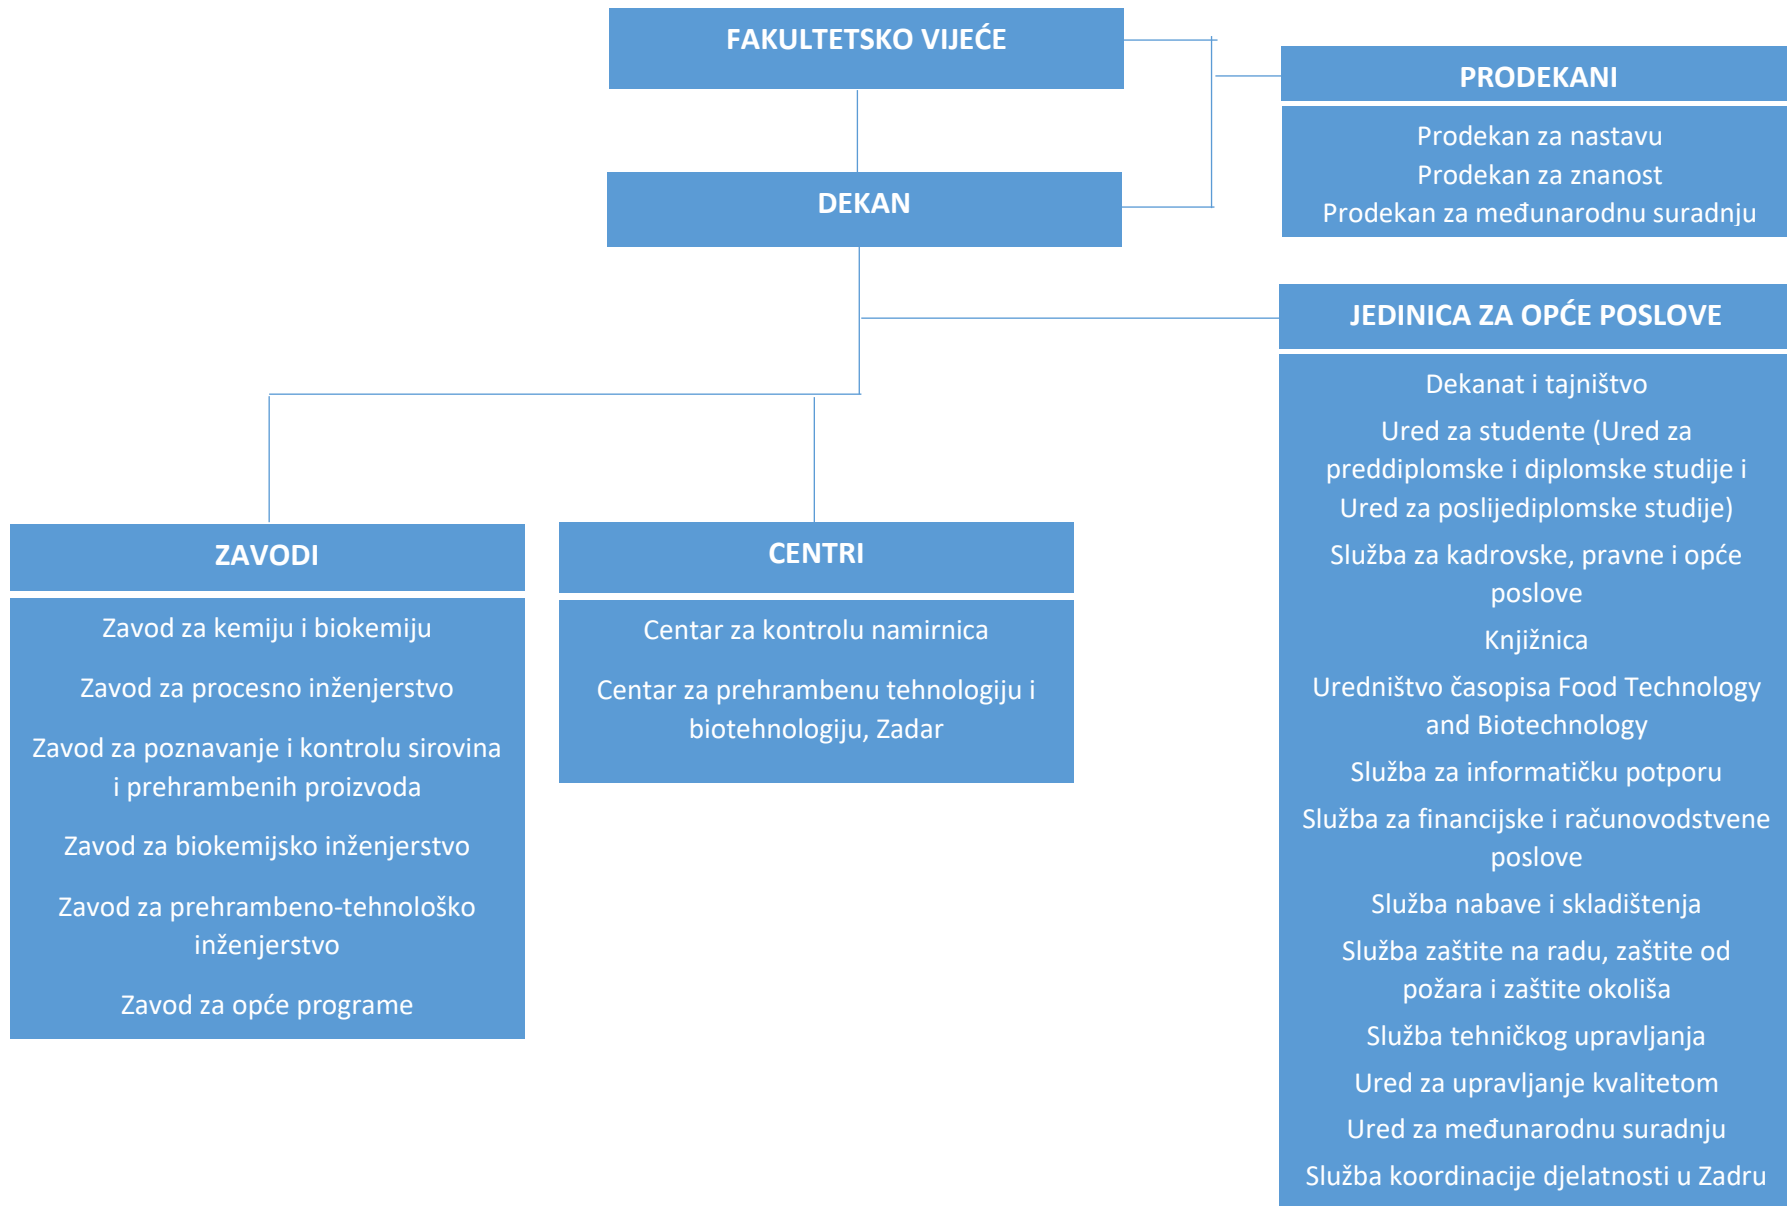 FAKULTETSKO VIJEĆE
PRODEKANI
Prodekan za nastavu
Prodekan za znanost
Prodekan za međunarodnu suradnju
DEKAN
JEDINICA ZA OPĆE POSLOVE
Dekanat i tajništvo
Ured za studente (Ured za
preddiplomske i diplomske studije i
Ured za poslijediplomske studije)
Služba za kadrovske, pravne i opće
poslove
Knjižnica
Uredništvo časopisa Food Technology
and Biotechnology
Služba za informatičku potporu
Služba za financijske i računovodstvene
poslove
Služba nabave i skladištenja
Služba zaštite na radu, zaštite od
požara i zaštite okoliša
Služba tehničkog upravljanja
Ured za upravljanje kvalitetom
Ured za međunarodnu suradnju
Služba koordinacije djelatnosti u Zadru
ZAVODI
Zavod za kemiju i biokemiju
Zavod za procesno inženjerstvo
Zavod za poznavanje i kontrolu sirovina
i prehrambenih proizvoda
Zavod za biokemijsko inženjerstvo
Zavod za prehrambeno-tehnološko
inženjerstvo
Zavod za opće programe
CENTRI
Centar za kontrolu namirnica
Centar za prehrambenu tehnologiju i
biotehnologiju, Zadar